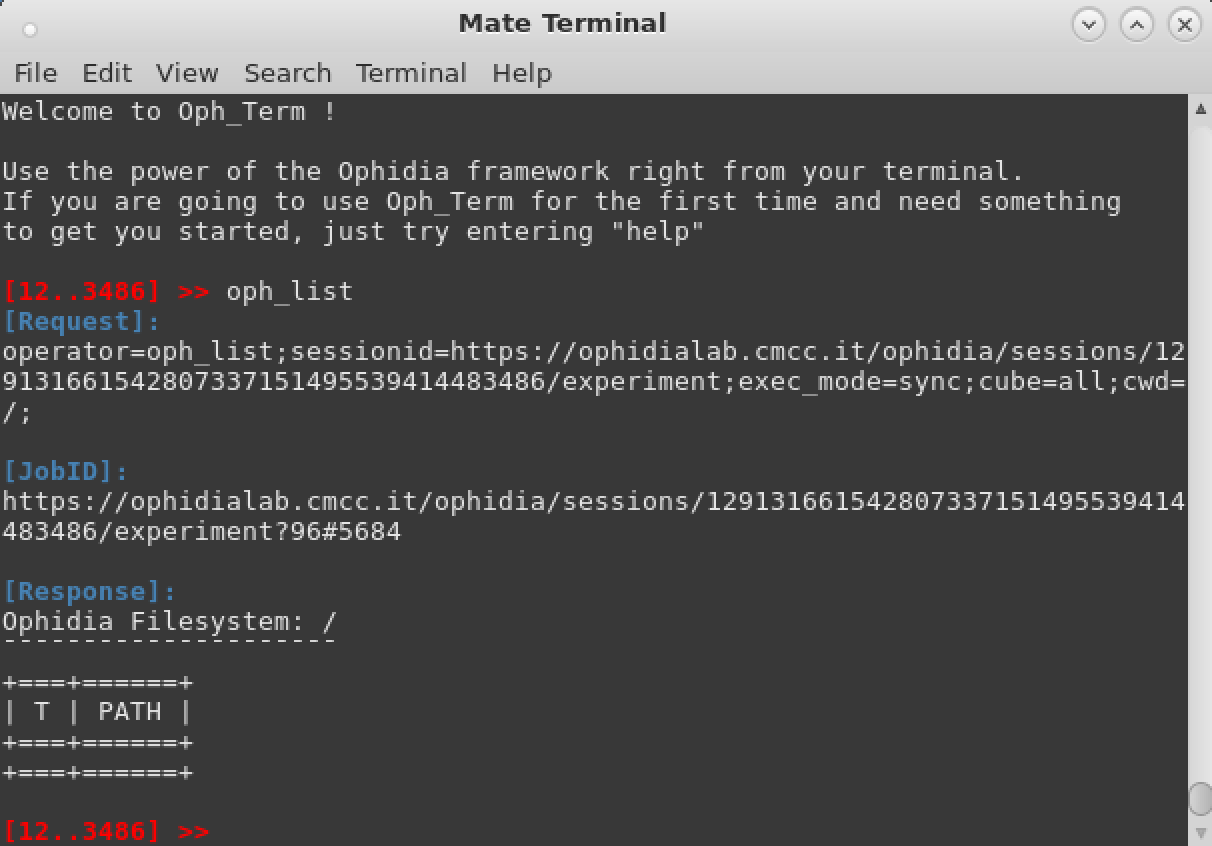 Mate Terminal
File Edit View Search Terminal Help
Welcome to Oph_Term !
Use the power of the Ophidia framework right from your terminal.
If you are going to use Oph_Term for the first time and need something
to get you started, just try entering "help"
[12..3486] >> oph_list
[Request]:
operator=oph_list;sessionid=https://ophidialab.cmcc.it/ophidia/sessions/12
9131661542807337151495539414483486/experiment;exec_mode=sync;cube=all;cwd=
/;
[JobID]:
https://ophidialab.cmcc.it/ophidia/sessions/129131661542807337151495539414
483486/experiment?96#5684
[Response]:
Ophidia Filesystem: /
---------------------
+===+======+
| T | PATH |
+===+======+
+===+======+
[12..3486] >>